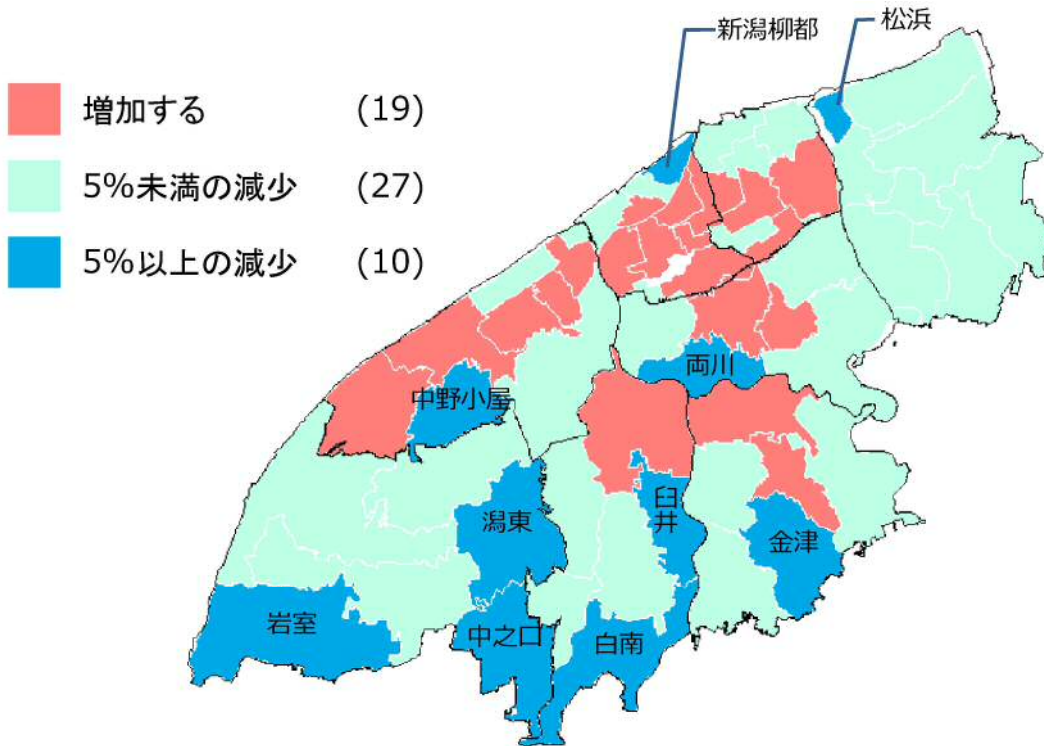 新潟柳都
松浜
増加する (19)
5%未満の減少 (27)
5%以上の減少 (10)
両川
中野小屋
潟東
臼井
金津
岩室
中之口
白南